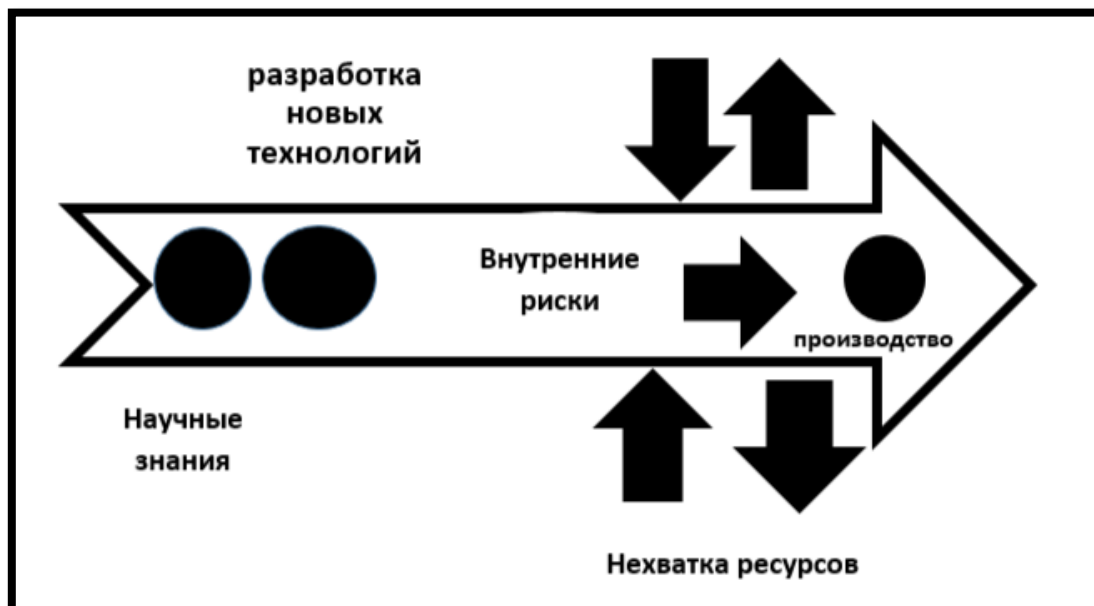 разработка
новых
технологий
Внутренние
риски
производство
Научные
знания
Нехватка ресурсов